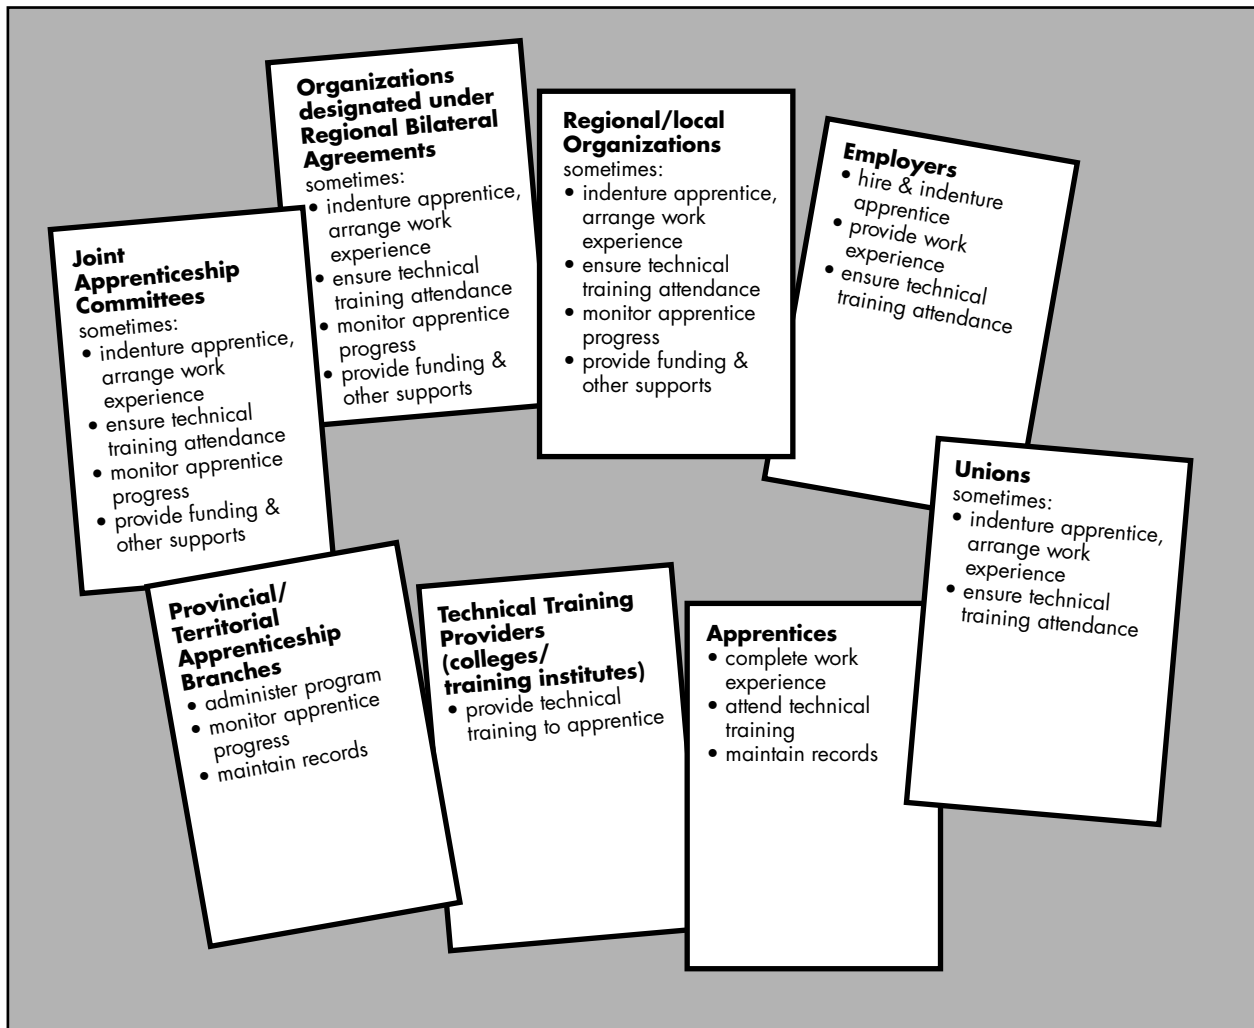 Organizations
designated under
Regional Bilateral
Agreements
sometimes:
• indenture apprentice,
arrange work
experience
• ensure technical
training attendance
• monitor apprentice
progress
• provide funding &
other supports
Regional/local
Organizations
sometimes:
• indenture apprentice,
arrange work
experience
• ensure technical
training attendance
• monitor apprentice
progress
• provide funding &
other supports
Employers
• hire & indenture
apprentice
• provide work
experience
• ensure technical
training attendance
Joint
Apprenticeship
Committees
sometimes:
• indenture apprentice,
arrange work
experience
• ensure technical
training attendance
• monitor apprentice
progress
• provide funding &
other supports
Unions
sometimes:
• indenture apprentice,
arrange work
experience
• ensure technical
training attendance
Provincial/
Territorial
Apprenticeship
Branches
• administer program
• monitor apprentice
progress
• maintain records
Technical Training
Providers
(colleges/
training institutes)
• provide technical
training to apprentice
Apprentices
• complete work
experience
• attend technical
training
• maintain records